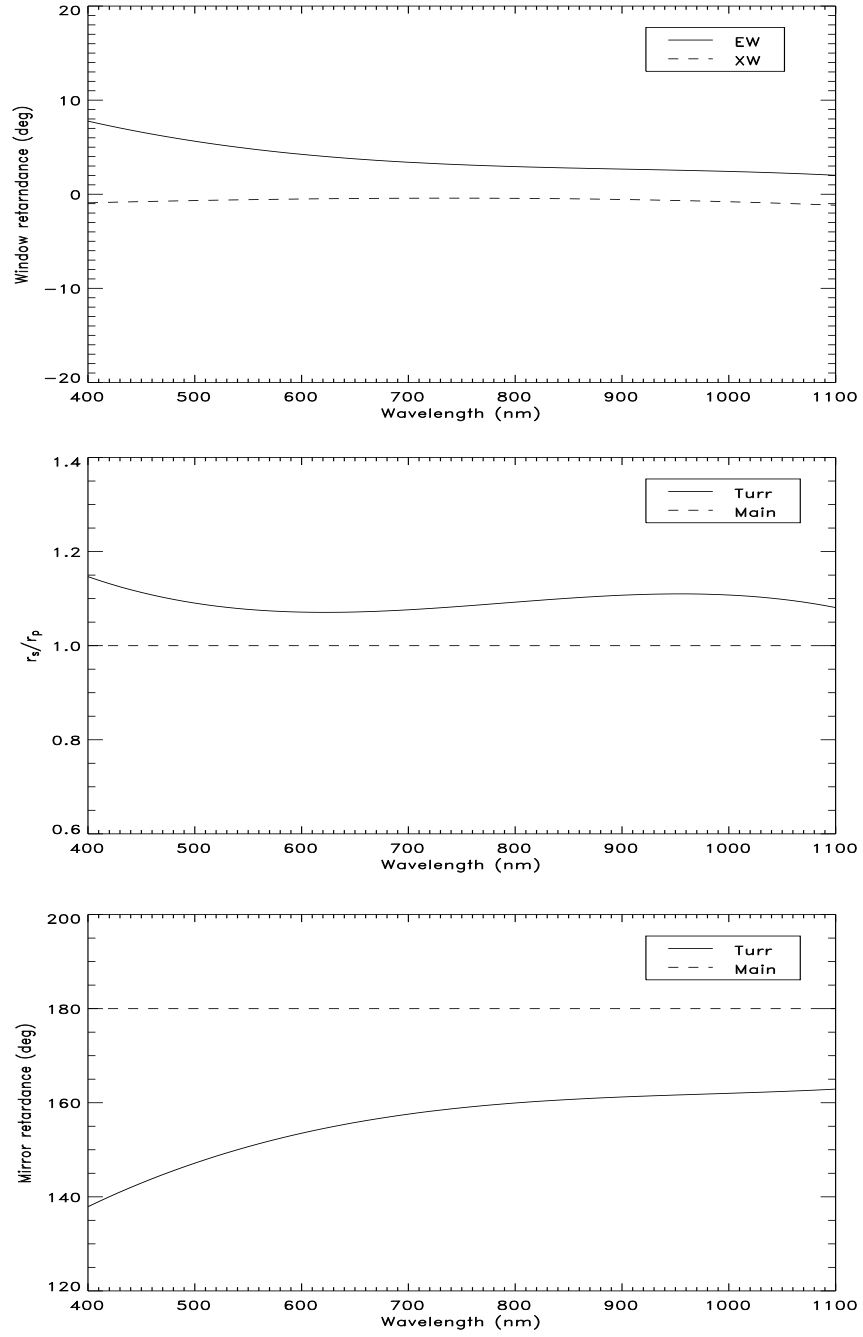 20
10
0
−10
−20
Window retarndance (deg)
EW
XW
400 500 600 700 800 900 1000 1100
Wavelength (nm)
1.4
1.2
1.0
0.8
0.6
rs/rp
Turr
Main
400 500 600 700 800 900 1000 1100
Wavelength (nm)
200
180
160
140
120
Mirror retardance (deg)
Turr
Main
400 500 600 700 800 900 1000 1100
Wavelength (nm)